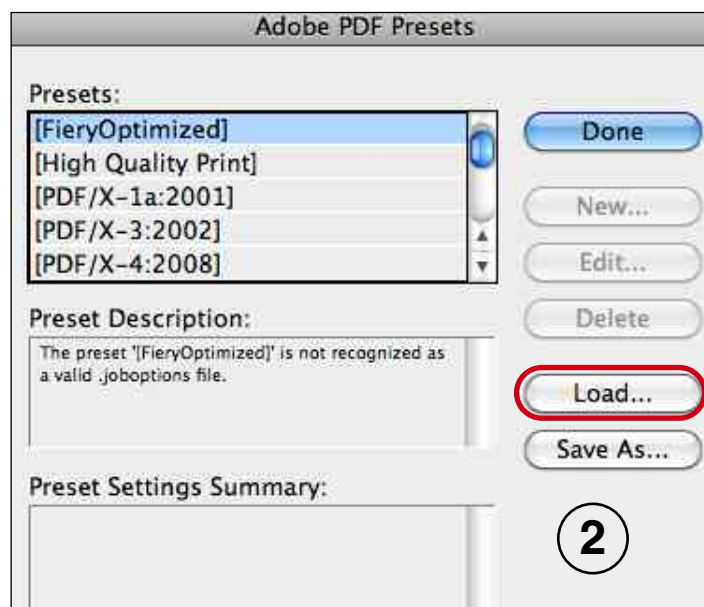 Adobe PDF Presets
Presets:
[FieryOptimized]
[High Quality Print]
[PDF/X-1a:2001]
[PDF/X-3:2002]
[PDF/X-4:2008]
Done
New...
Edit...
Delete
Load...
Save As...
Preset Description:
The preset '[FieryOptimized]' is not recognized as
a valid .joboptions file.
Preset Settings Summary:
2